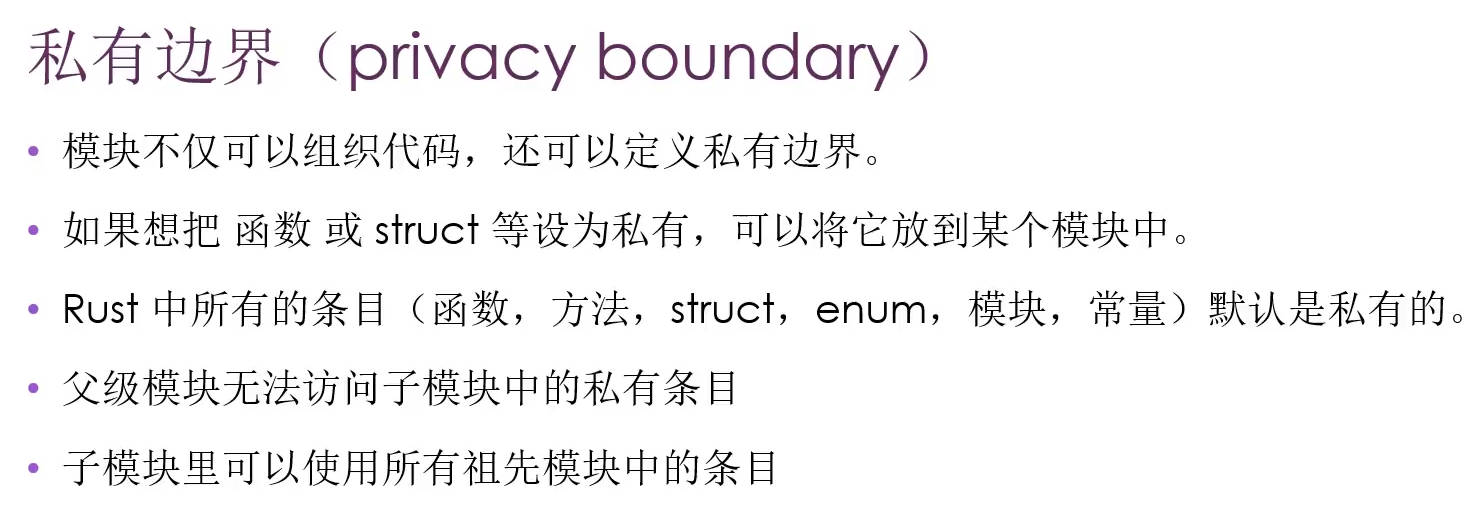 私有边界（privacy boundary）
• 模块不仅可以组织代码，还可以定义私有边界。
• 如果想把 函数 或 struct 等设为私有，可以将它放到某个模块中。
• Rust 中所有的条目（函数，方法，struct，enum，模块，常量）默认是私有的。
• 父级模块无法访问子模块中的私有条目
• 子模块里可以使用所有祖先模块中的条目